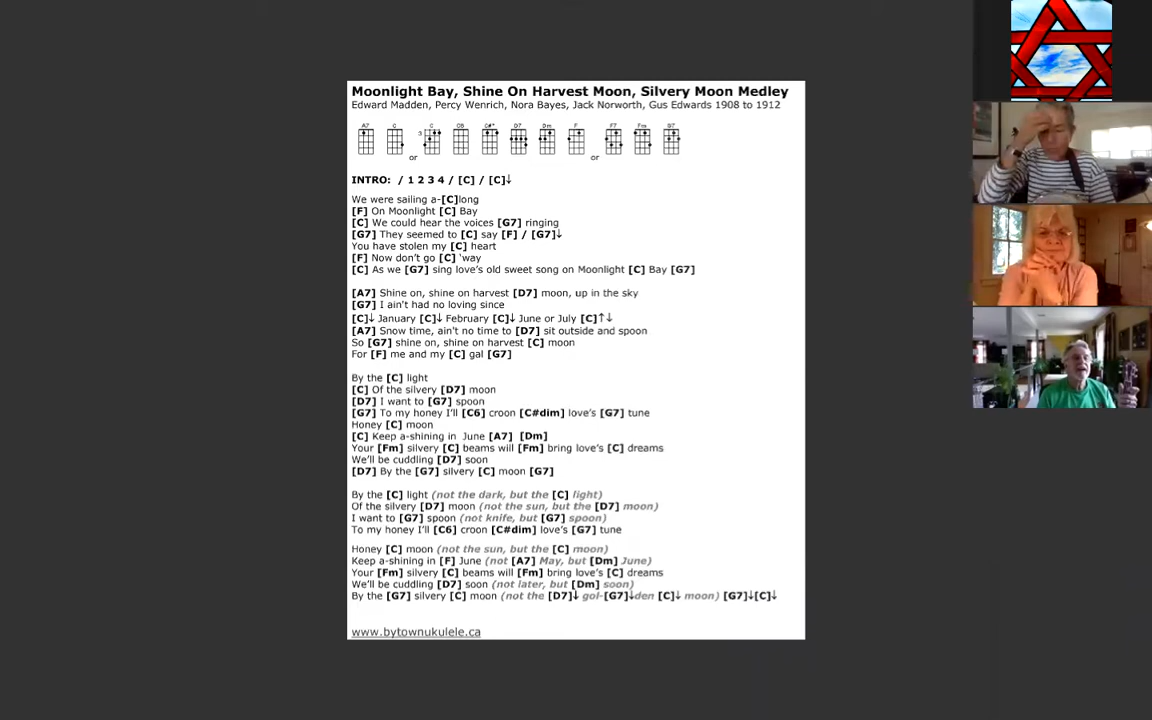 Moonlight Bay, Shine On Harvest Moon, Silvery Moon Medley
Edward Madden, Percy Wenrich, Nora Bayes, Jack Norworth, Gus Edwards 1908 to 1912
A7 C C C6 C#° D7 Dm F F7 Fm G7
3
or or
INTRO: / 1 2 3 4 / [C] / [C]↓
We were sailing a-[C]long
[F] On Moonlight [C] Bay
[C] We could hear the voices [G7] ringing
[G7] They seemed to [C] say [F] / [G7]↓
You have stolen my [C] heart
[F] Now don't go [C] 'way
[C] As we [G7] sing love's old sweet song on Moonlight [C] Bay [G7]
[A7] Shine on, shine on harvest [D7] moon, up in the sky
[G7] I ain't had no loving since
[C]↓ January [C]↓ February [C]↓ June or July [C]↑↓
[A7] Snow time, ain't no time to [D7] sit outside and spoon
So [G7] shine on, shine on harvest [C] moon
For [F] me and my [C] gal [G7]
By the [C] light
[C] Of the silvery [D7] moon
[D7] I want to [G7] spoon
[G7] To my honey I'll [C6] croon [C#dim] love's [G7] tune
Honey [C] moon
[C] Keep a-shining in June [A7] [Dm]
Your [Fm] silvery [C] beams will [Fm] bring love's [C] dreams
We'll be cuddling [D7] soon
[D7] By the [G7] silvery [C] moon [G7]
By the [C] light (not the dark, but the [C] light)
Of the silvery [D7] moon (not the sun, but the [D7] moon)
I want to [G7] spoon (not knife, but [G7] spoon)
To my honey I'll [C6] croon [C#dim] love's [G7] tune
Honey [C] moon (not the sun, but the [C] moon)
Keep a-shining in [F] June (not [A7] May, but [Dm] June)
Your [Fm] silvery [C] beams will [Fm] bring love's [C] dreams
We'll be cuddling [D7] soon (not later, but [Dm] soon)
By the [G7] silvery [C] moon (not the [D7]↓ gol-[G7]↓den [C]↓ moon) [G7]↓[C]↓
www.bytownukulele.ca